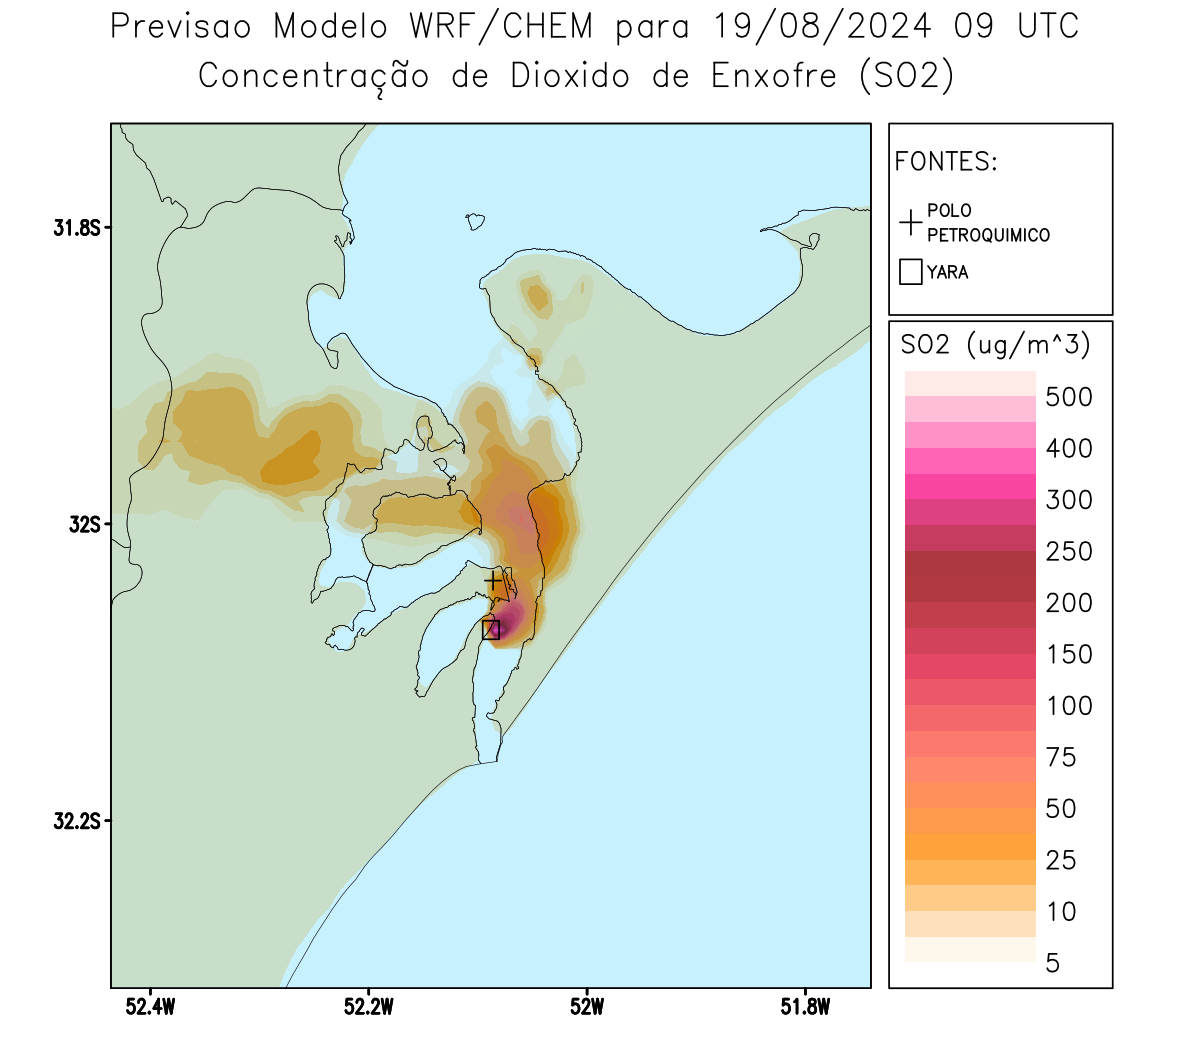 Previsao Modelo WRF/CHEM para 19/08/2024 09 UTC
Concentração de Dioxido de Enxofre (SO2)
FONTES:
POLO
PETROQUIMICO
YARA
31.8S
32S
32.2S
52.4W
52.2W
52W
51.8W
SO2 (ug/m^3)
500
400
300
250
200
150
100
75
50
25
10
5